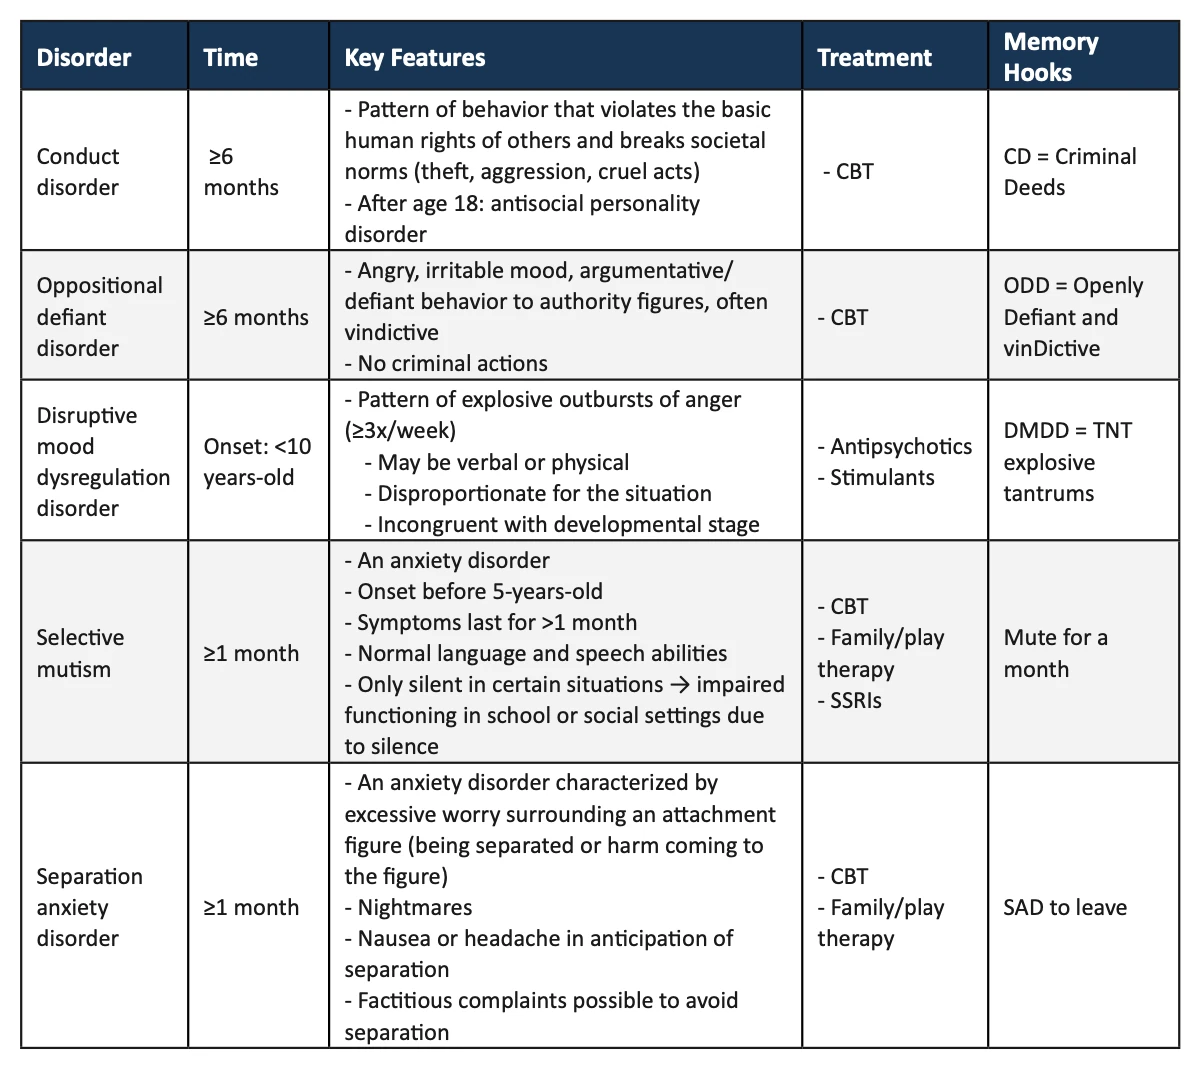 Disorder
Time
Key Features
Treatment
Memory
Hooks
Conduct
disorder
≥6
months
- Pattern of behavior that violates the basic
human rights of others and breaks societal
norms (theft, aggression, cruel acts)
- After age 18: antisocial personality
disorder
- CBT
CD = Criminal
Deeds
Oppositional
defiant
disorder
≥6 months
- Angry, irritable mood, argumentative/
defiant behavior to authority figures, often
vindictive
- No criminal actions
- CBT
ODD = Openly
Defiant and
vinDictive
Disruptive
mood
dysregulation
disorder
Onset: <10
years-old
- Pattern of explosive outbursts of anger
(≥3x/week)
- May be verbal or physical
- Disproportionate for the situation
- Incongruent with developmental stage
- Antipsychotics
- Stimulants
DMDD = TNT
explosive
tantrums
Selective
mutism
≥1 month
- An anxiety disorder
- Onset before 5-years-old
- Symptoms last for >1 month
- Normal language and speech abilities
- Only silent in certain situations → impaired
functioning in school or social settings due
to silence
- CBT
- Family/play
therapy
- SSRIs
Mute for a
month
Separation
anxiety
disorder
≥1 month
- An anxiety disorder characterized by
excessive worry surrounding an attachment
figure (being separated or harm coming to
the figure)
- Nightmares
- Nausea or headache in anticipation of
separation
- Factitious complaints possible to avoid
separation
- CBT
- Family/play
therapy
SAD to leave